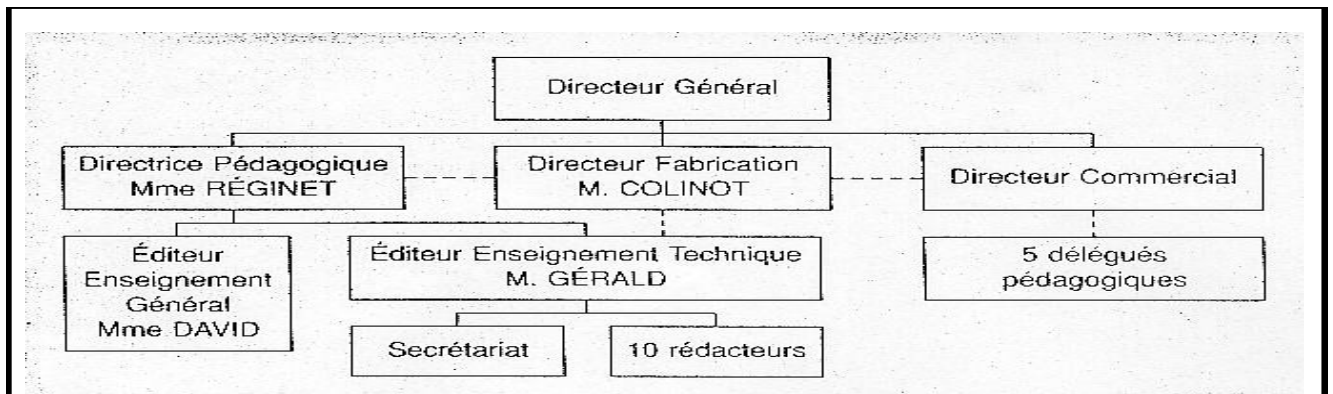 Directeur Général
Directrice Pédagogique
Mme RÉGINET
Directeur Fabrication
M. COLINOT
Directeur Commercial
Éditeur
Enseignement
Général
Mme DAVID
Éditeur Enseignement Technique
M. GÉRALD
5 délégués
pédagogiques
Secrétariat
10 rédacteurs